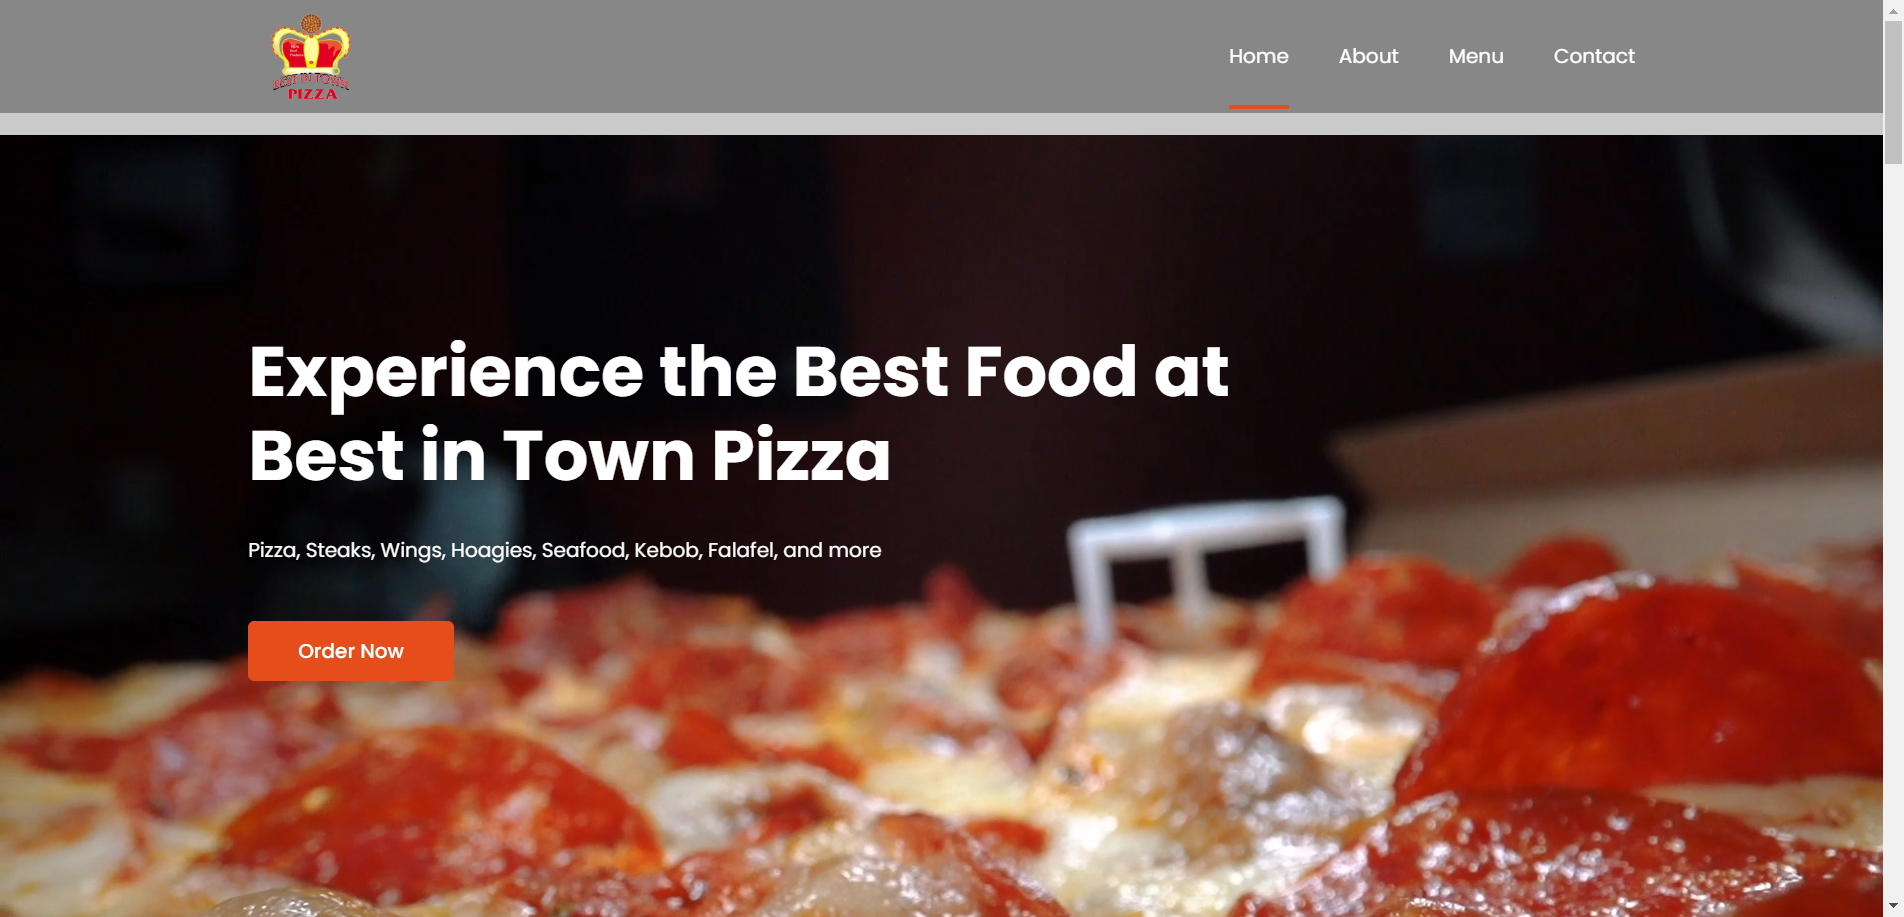 BEST IN TOWN
PIZZA
Home
About
Menu
Contact
Experience the Best Food at
Best in Town Pizza
Pizza, Steaks, Wings, Hoagies, Seafood, Kebob, Falafel, and more
Order Now